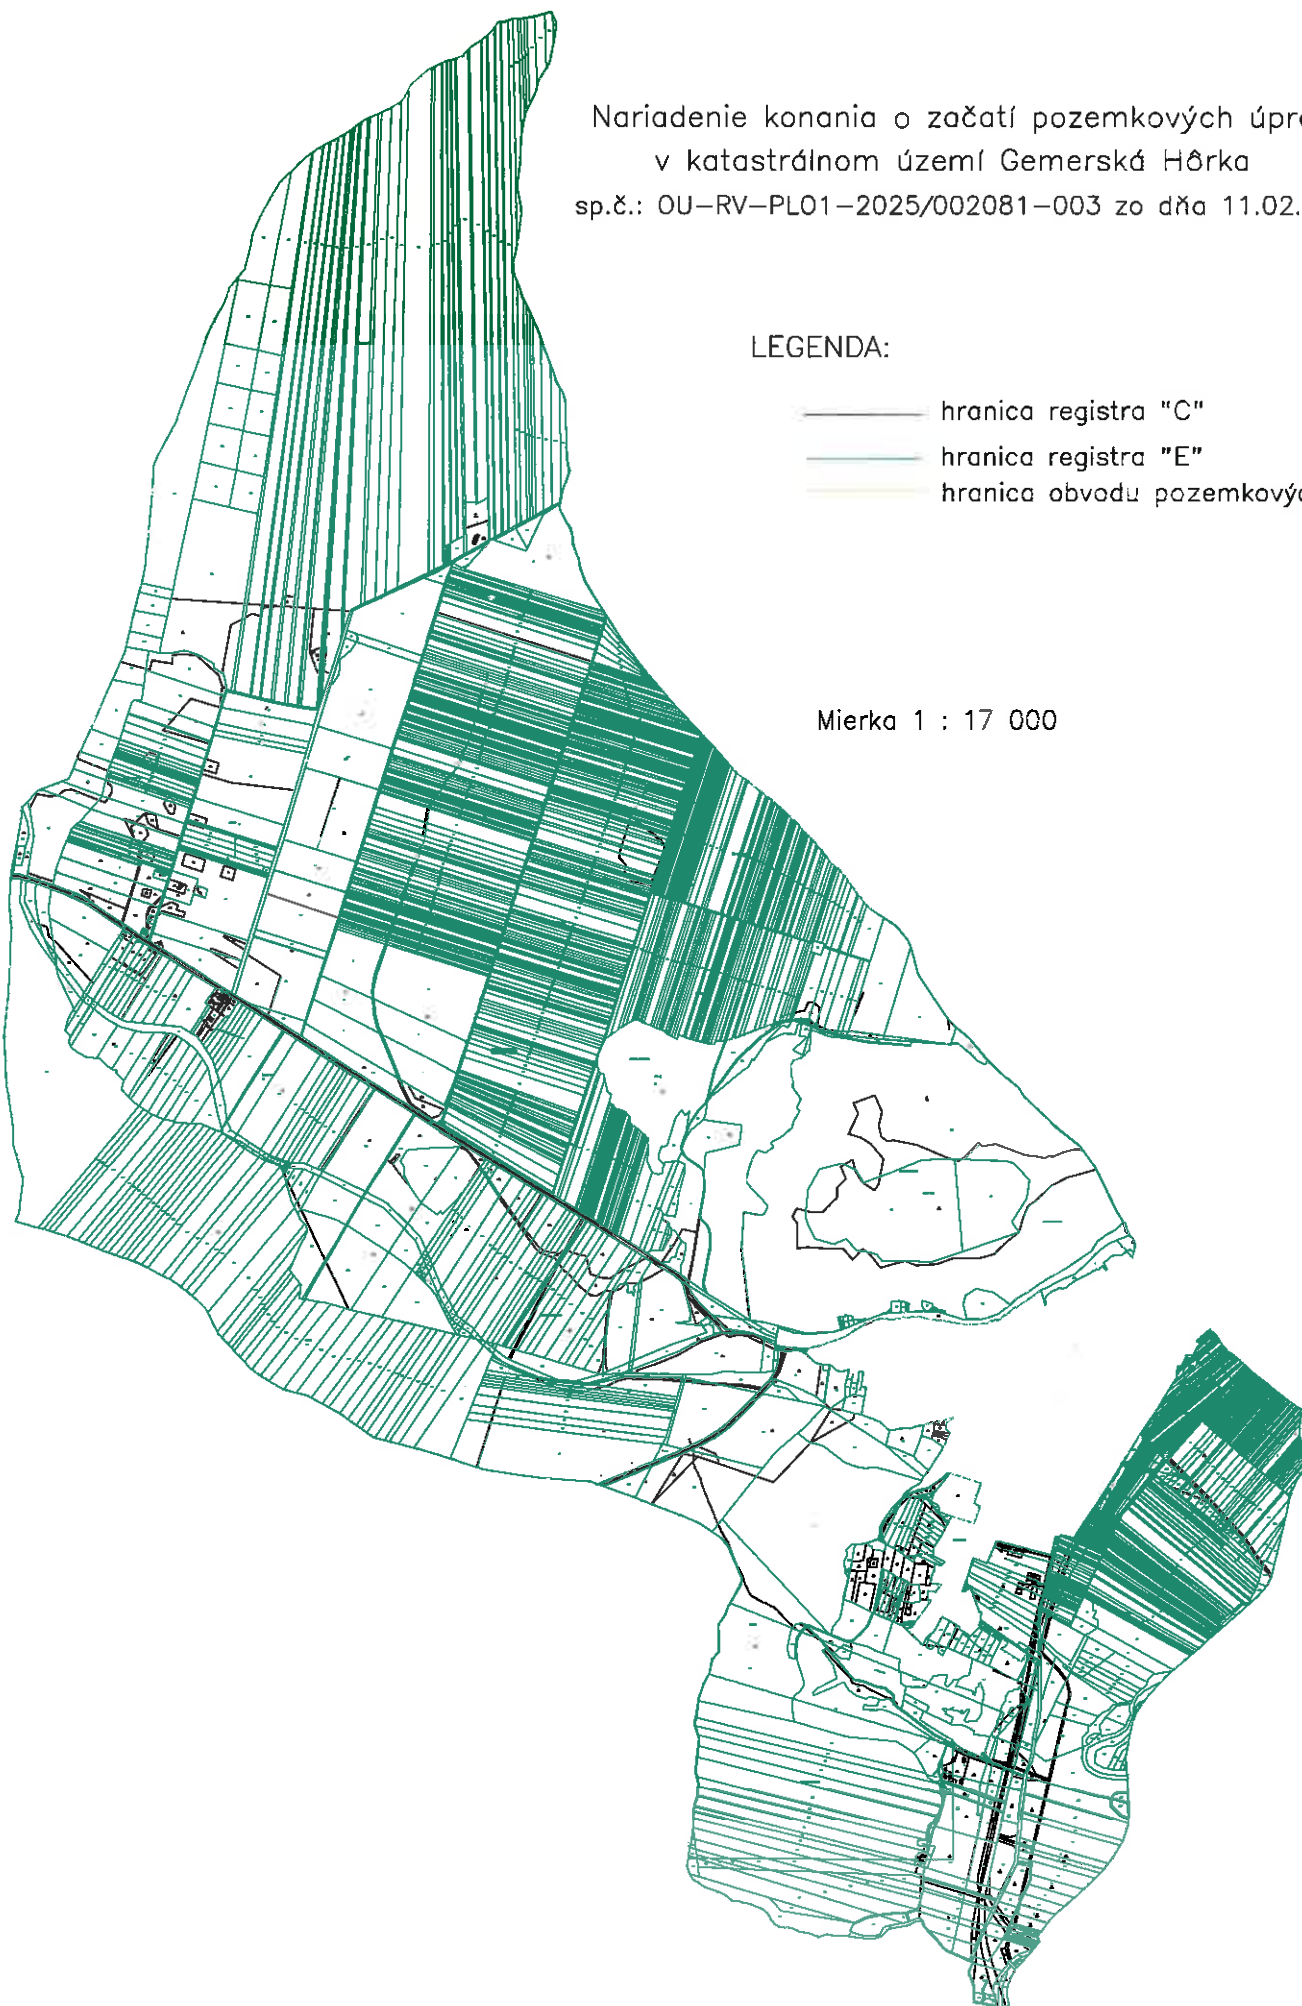 Nariadenie konania o začatí pozemkových úpra
v katastrálnom území Gemerská Hôrka
sp.č.: OU-RV-PLO1-2025/002081-003 zo dňa 11.02.
LEGENDA:
hranica registra "C"
hranica registra "E"
hranica obvodu pozemkový
Mierka 1 : 17 000